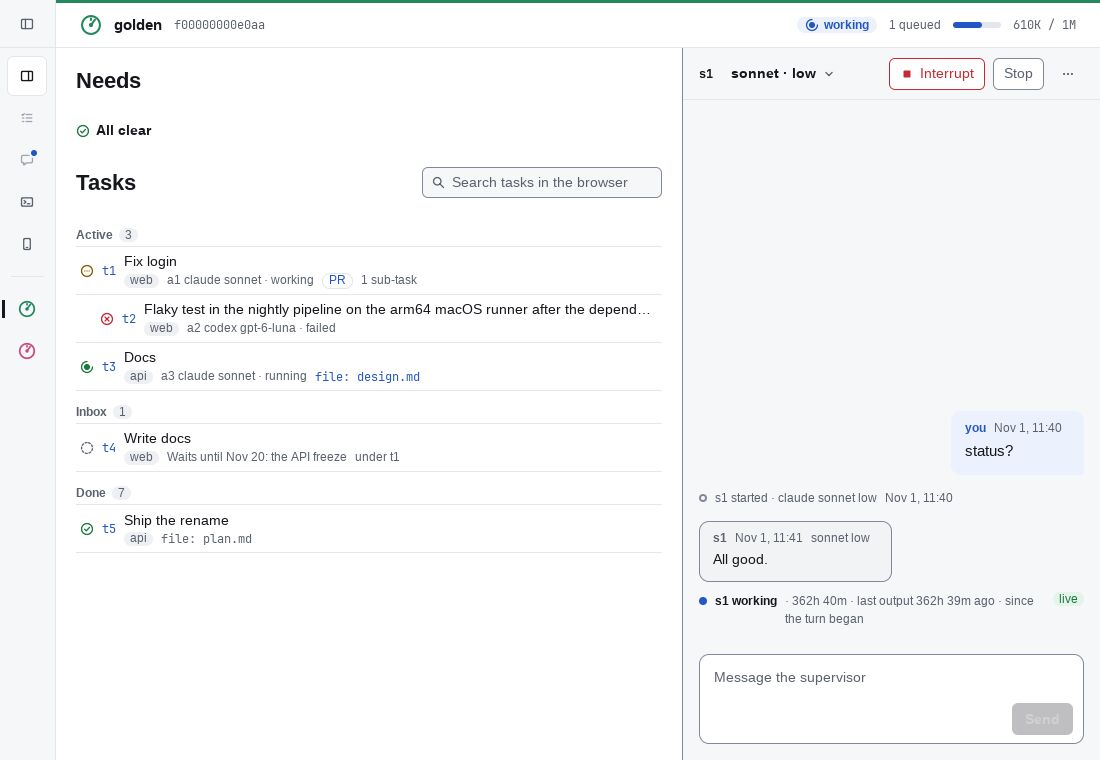 golden f00000000e0aa
working 1 queued 610K / 1M
Needs
All clear
Tasks
Search tasks in the browser
Active 3
t1 Fix login
web a1 claude sonnet · working PR 1 sub-task
t2 Flaky test in the nightly pipeline on the arm64 macOS runner after the depend…
web a2 codex gpt-6-luna · failed
t3 Docs
api a3 claude sonnet · running file: design.md
Inbox 1
t4 Write docs
web Waits until Nov 20: the API freeze under t1
Done 7
t5 Ship the rename
api file: plan.md
s1 sonnet · low
Interrupt
Stop
you Nov 1, 11:40
status?
s1 started · claude sonnet low Nov 1, 11:40
s1 Nov 1, 11:41 sonnet low
All good.
s1 working · 362h 40m · last output 362h 39m ago · since live
the turn began
Message the supervisor
Send